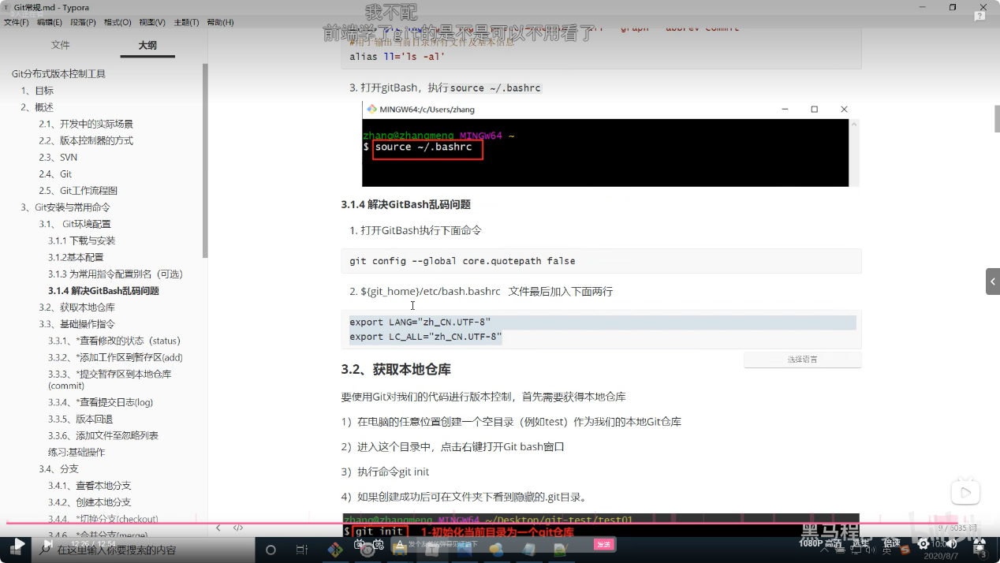 Git常规.md - Typora
我不配
文件(F) 编辑(E) 段落(P) 格式(O) 视图(V) 主题(T) 帮助(H)
前端学了git的是不是可以不用看了
文件 大纲
Git分布式版本控制工具
1、目标
2、概述
2.1、开发中的实际场景
2.2、版本控制器的方式
2.3、SVN
2.4、Git
2.5、Git工作流程图
3、Git安装与常用命令
3.1、 Git环境配置
3.1.1 下载与安装
3.1.2基本配置
3.1.3 为常用指令配置别名（可选）
3.1.4 解决GitBash乱码问题
3.2、获取本地仓库
3.3、基础操作指令
3.3.1、*查看修改的状态（status）
3.3.2、*添加工作区到暂存区(add)
3.3.3、*提交暂存区到本地仓库
(commit)
3.3.4、*查看提交日志(log)
3.3.5、版本回退
3.3.6、添加文件至忽略列表
练习:基础操作
3.4、分支
3.4.1、查看本地分支
3.4.2、创建本地分支
3.4.4、*切换分支(checkout)
3.4.6、*合并分支(merge)
#用于输出当前目录所有文件及基本信息
alias ll='ls -al'
3. 打开gitBash，执行source ~/.bashrc
MINGW64:/c/Users/zhang
zhang@zhangmeng MINGW64 ~
$ source ~/.bashrc
3.1.4 解决GitBash乱码问题
1. 打开GitBash执行下面命令
git config --global core.quotepath false
2. ${git_home}/etc/bash.bashrc 文件最后加入下面两行
export LANG="zh_CN.UTF-8"
export LC_ALL="zh_CN.UTF-8"
选择语言
3.2、获取本地仓库
要使用Git对我们的代码进行版本控制，首先需要获得本地仓库
1）在电脑的任意位置创建一个空目录（例如test）作为我们的本地Git仓库
2）进入这个目录中，点击右键打开Git bash窗口
3）执行命令git init
4）如果创建成功后可在文件夹下看到隐藏的.git目录。
zhang@zhangmeng MINGW64 ~/Desktop/git-test/test01
$ git init 1-初始化当前目录为一个git仓库
9 / 6035 词
黑马程
12:26 / 12:54
在这里输入你要搜索的内容
发个友善的弹幕见证当下
发送
1080P 高清 选集 倍速
英
2020/8/7
3